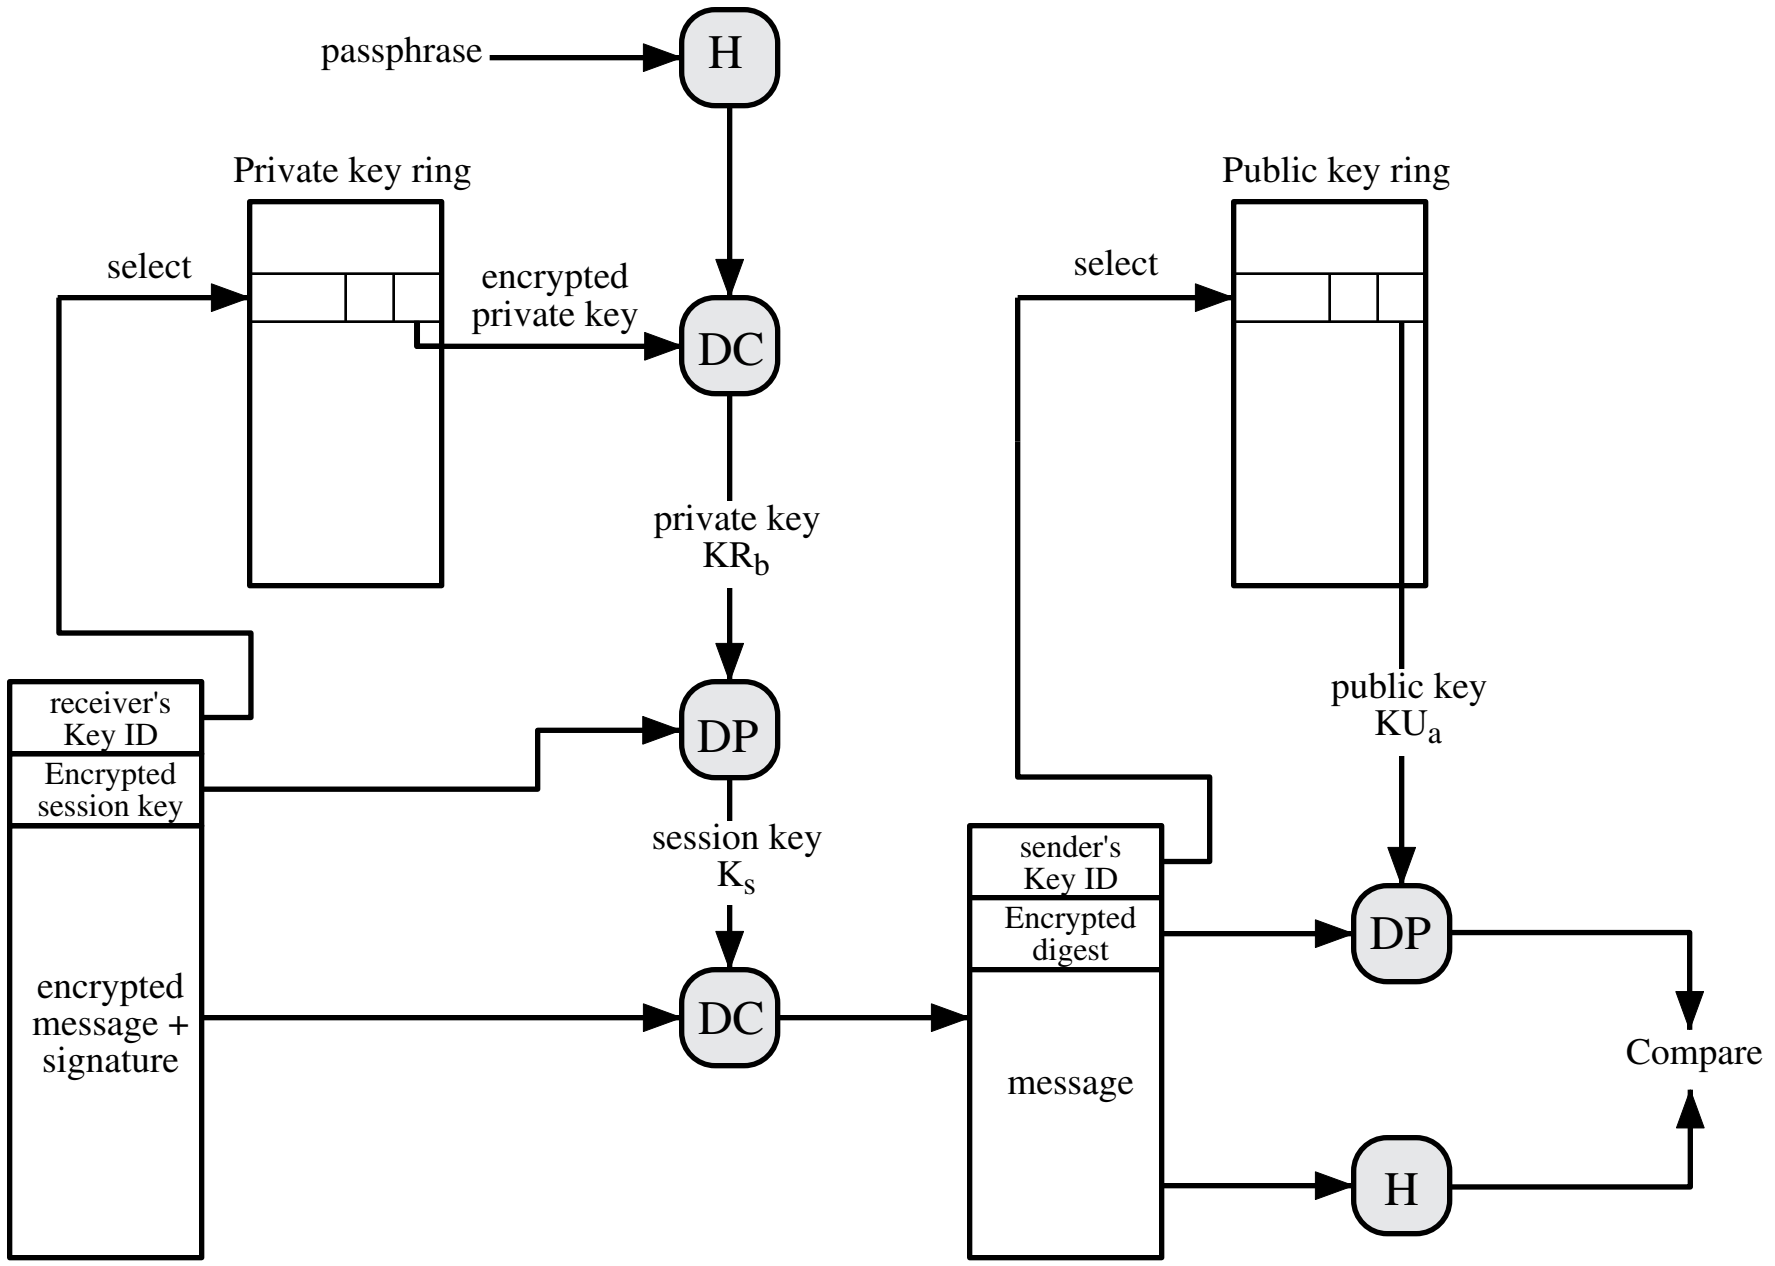 passphrase
H
Private key ring
Public key ring
select
encrypted
private key
select
DC
DC
private key
KRb
public key
KUa
receiver's
Key ID
Encrypted
session key
DP
session key
Ks
sender's
Key ID
Encrypted
digest
DP
encrypted
message +
signature
DC
message
Compare
H